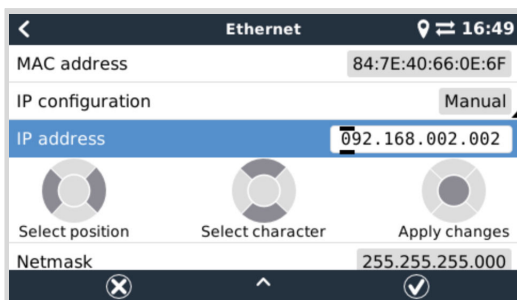 Ethernet 16:49
MAC address 84:7E:40:66:0E:6F
IP configuration Manual
IP address 092.168.002.002
Select position Select character Apply changes
Netmask 255.255.255.000